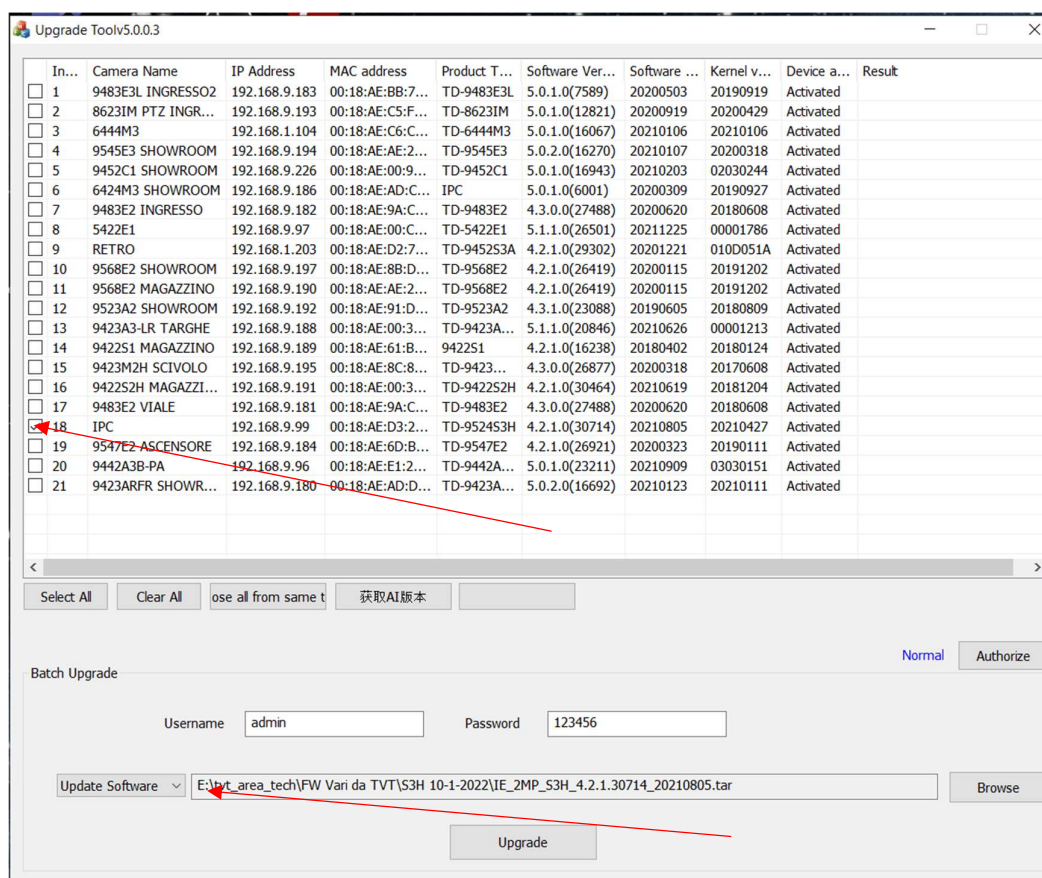 Upgrade Toolv5.0.0.3
In... Camera Name IP Address MAC address Product T... Software Ver... Software ... Kernel v... Device a... Result
1 9483E3L INGRESSO2 192.168.9.183 00:18:AE:BB:7... TD-9483E3L 5.0.1.0(7589) 20200503 20190919 Activated
2 8623IM PTZ INGR... 192.168.9.193 00:18:AE:C5:F... TD-8623IM 5.0.1.0(12821) 20200919 20200429 Activated
3 6444M3 192.168.1.104 00:18:AE:C6:C... TD-6444M3 5.0.1.0(16067) 20210106 20210106 Activated
4 9545E3 SHOWROOM 192.168.9.194 00:18:AE:AE:2... TD-9545E3 5.0.2.0(16270) 20210107 20200318 Activated
5 9452C1 SHOWROOM 192.168.9.226 00:18:AE:00:9... TD-9452C1 5.0.1.0(16943) 20210203 02030244 Activated
6 6424M3 SHOWROOM 192.168.9.186 00:18:AE:AD:C... IPC 5.0.1.0(6001) 20200309 20190927 Activated
7 9483E2 INGRESSO 192.168.9.182 00:18:AE:9A:C... TD-9483E2 4.3.0.0(27488) 20200620 20180608 Activated
8 5422E1 192.168.9.97 00:18:AE:00:C... TD-5422E1 5.1.1.0(26501) 20211225 00001786 Activated
9 RETRO 192.168.1.203 00:18:AE:D2:7... TD-9452S3A 4.2.1.0(29302) 20201221 010D051A Activated
10 9568E2 SHOWROOM 192.168.9.197 00:18:AE:8B:D... TD-9568E2 4.2.1.0(26419) 20200115 20191202 Activated
11 9568E2 MAGAZZINO 192.168.9.190 00:18:AE:AE:2... TD-9568E2 4.2.1.0(26419) 20200115 20191202 Activated
12 9523A2 SHOWROOM 192.168.9.192 00:18:AE:91:D... TD-9523A2 4.3.1.0(23088) 20190605 20180809 Activated
13 9423A3-LR TARGHE 192.168.9.188 00:18:AE:00:3... TD-9423A... 5.1.1.0(20846) 20210626 00001213 Activated
14 9422S1 MAGAZZINO 192.168.9.189 00:18:AE:61:B... 9422S1 4.2.1.0(16238) 20180402 20180124 Activated
15 9423M2H SCIVOLO 192.168.9.195 00:18:AE:8C:8... TD-9423... 4.3.0.0(26877) 20200318 20170608 Activated
16 9422S2H MAGAZZI... 192.168.9.191 00:18:AE:00:3... TD-9422S2H 4.2.1.0(30464) 20210619 20181204 Activated
17 9483E2 VIALE 192.168.9.181 00:18:AE:9A:C... TD-9483E2 4.3.0.0(27488) 20200620 20180608 Activated
18 IPC 192.168.9.99 00:18:AE:D3:2... TD-9524S3H 4.2.1.0(30714) 20210805 20210427 Activated
19 9547E2 ASCENSORE 192.168.9.184 00:18:AE:6D:B... TD-9547E2 4.2.1.0(26921) 20200323 20190111 Activated
20 9442A3B-PA 192.168.9.96 00:18:AE:E1:2... TD-9442A... 5.0.1.0(23211) 20210909 03030151 Activated
21 9423ARFR SHOWR... 192.168.9.180 00:18:AE:AD:D... TD-9423A... 5.0.2.0(16692) 20210123 20210111 Activated
Select All Clear All ose all from same t 获取AI版本
Normal Authorize
Batch Upgrade
Username admin Password 123456
Update Software E:\tvt_area_tech\FW Vari da TVT\S3H 10-1-2022\IE_2MP_S3H_4.2.1.30714_20210805.tar Browse
Upgrade